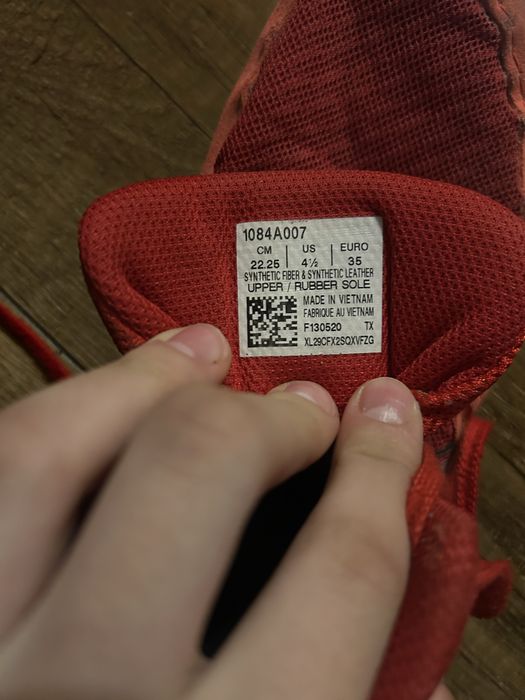 1084A007
CM | US | EURO
22.25 | 4½ | 35
SYNTHETIC FIBER & SYNTHETIC LEATHER
UPPER / RUBBER SOLE
MADE IN VIETNAM
FABRIQUE AU VIETNAM
F130520 TX
XL29CFX2SQXVFZG